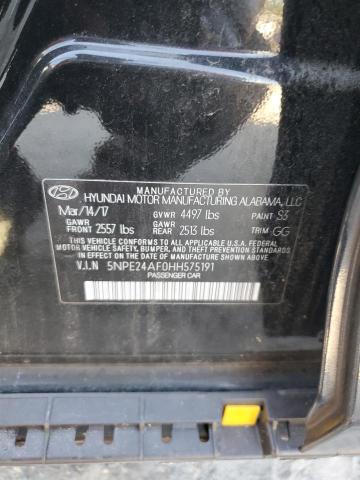 MANUFACTURED BY
HYUNDAI MOTOR MANUFACTURING ALABAMA, LLC
Mar/14/17 GVWR 4497 lbs PAINT S3
GAWR FRONT 2557 lbs GAWR REAR 2513 lbs TRIM GG
THIS VEHICLE CONFORMS TO ALL APPLICABLE U.S. FEDERAL
MOTOR VEHICLE SAFETY, BUMPER, AND THEFT PREVENTION STANDARDS
IN EFFECT ON THE DATE OF MANUFACTURE SHOWN ABOVE.
V.I.N 5NPE24AF0HH575191
PASSENGER CAR